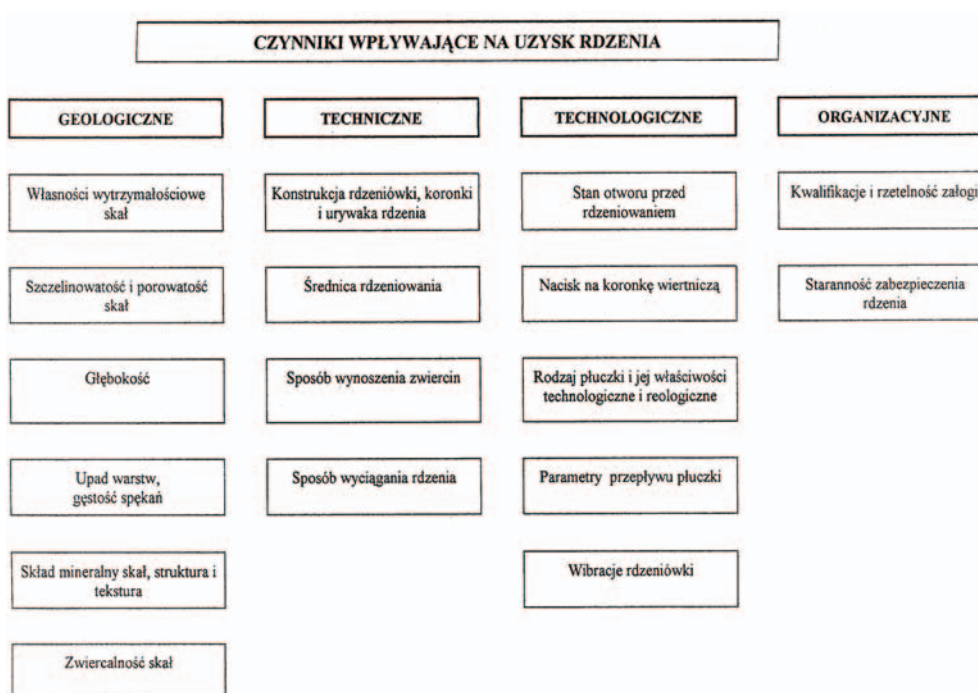 CZYNNIKI WPŁYWAJĄCE NA UZYSK RDZENIA
GEOLOGICZNE
Własności wytrzymałościowe
skał
Szczelinowatość i porowatość
skał
Głębokość
Upad warstw,
gęstość spękań
Skład mineralny skał, struktura i
tekstura
Zwiercalność skał
TECHNICZNE
Konstrukcja rdzeniówki, koronki
i urywaka rdzenia
Średnica rdzeniowania
Sposób wynoszenia zwiercin
Sposób wyciągania rdzenia
TECHNOLOGICZNE
Stan otworu przed
rdzeniowaniem
Nacisk na koronkę wiertniczą
Rodzaj płuczki i jej właściwości
technologiczne i reologiczne
Parametry przepływu płuczki
Wibracje rdzeniówki
ORGANIZACYJNE
Kwalifikacje i rzetelność załogi
Staranność zabezpieczenia
rdzenia